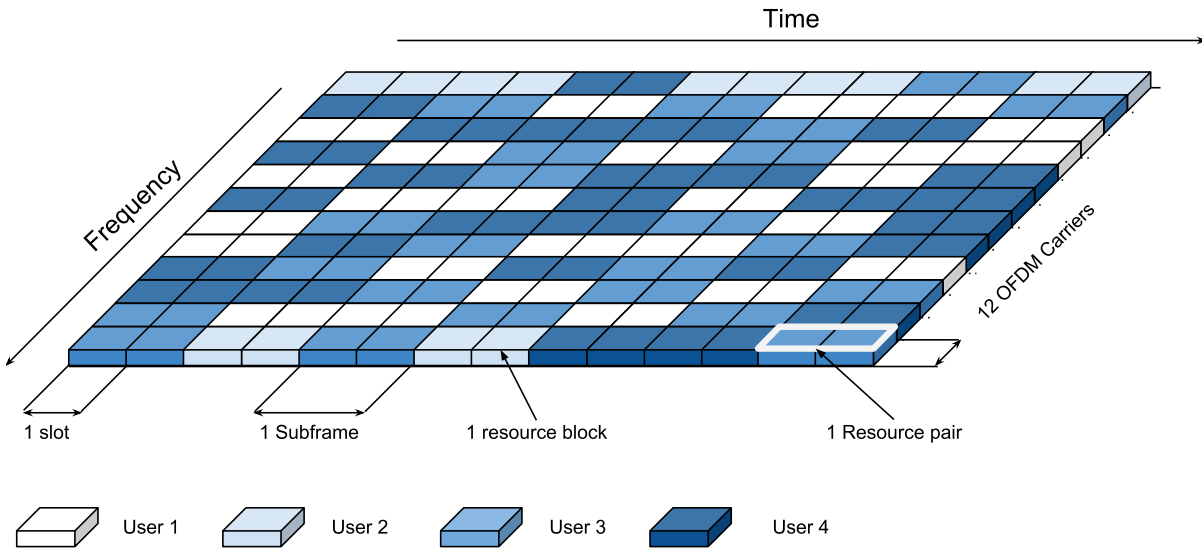 Time
Frequency
12 OFDM Carriers
1 slot
1 Subframe
1 resource block
1 Resource pair
User 1
User 2
User 3
User 4